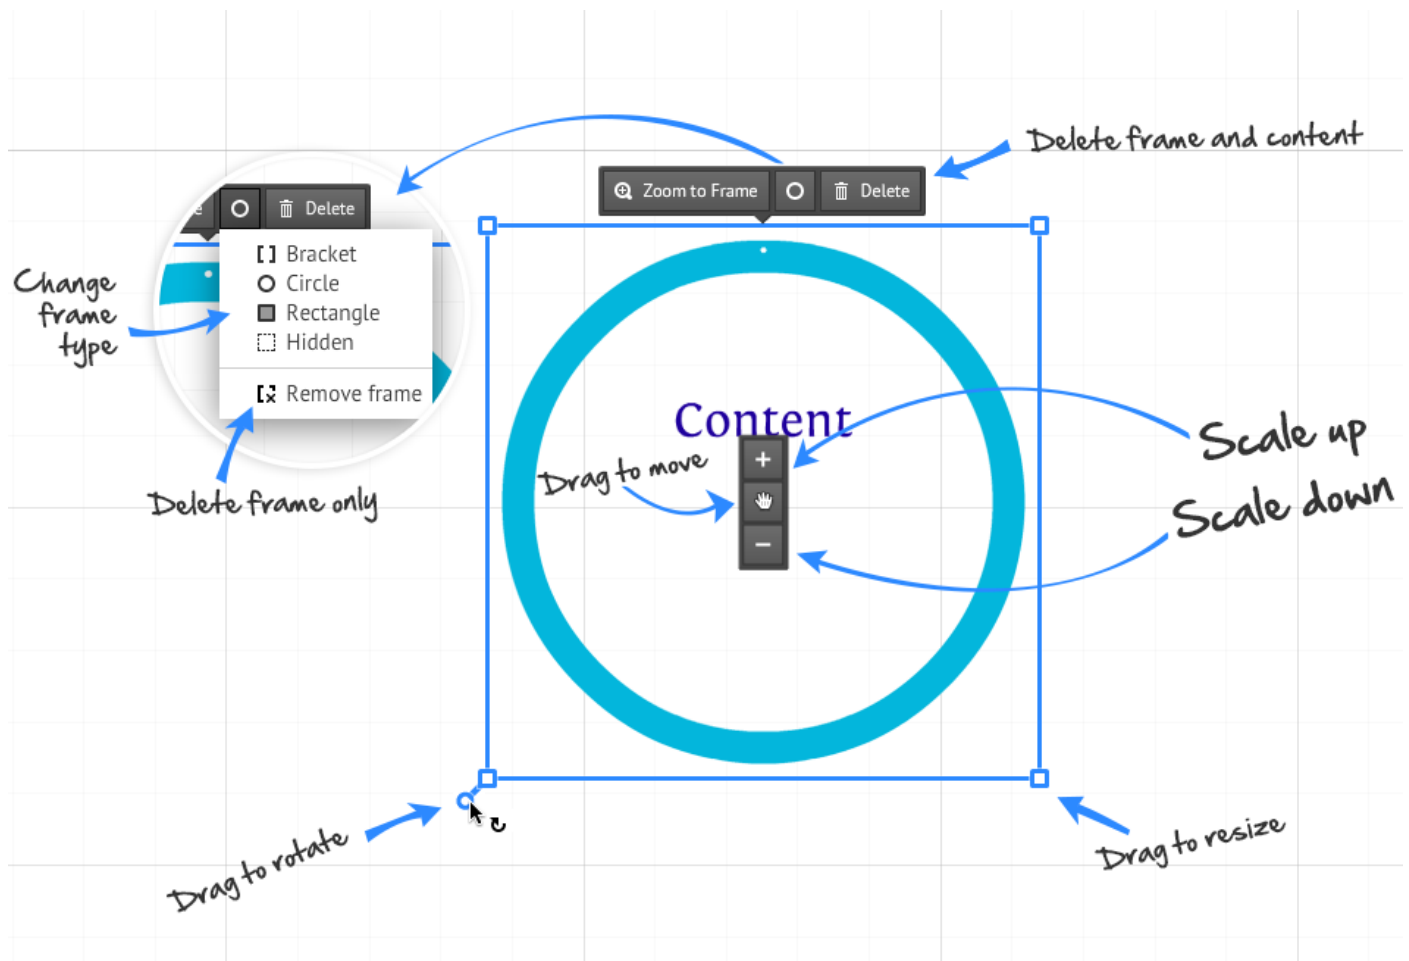 Delete frame and content
Zoom to Frame
Delete
Delete
Bracket
Circle
Rectangle
Hidden
Remove frame
Change
frame
type
Delete frame only
Content
Drag to move
+
−
Scale up
Scale down
Drag to rotate
Drag to resize